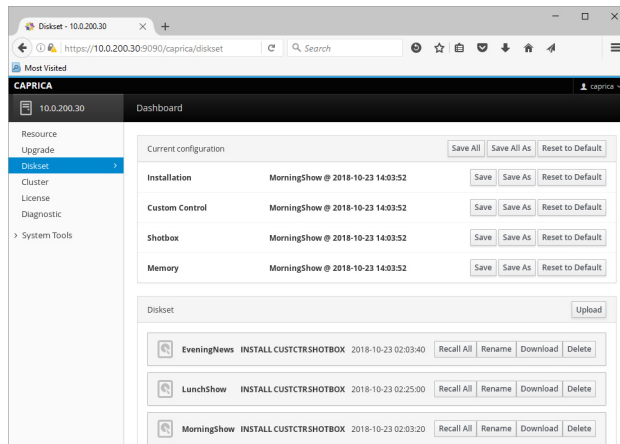 Diskset - 10.0.200.30
https://10.0.200.30:9090/caprica/diskset
Search
Most Visited
CAPRICA
caprica
10.0.200.30
Dashboard
Resource
Upgrade
Diskset
Cluster
License
Diagnostic
System Tools
Current configuration Save All Save All As Reset to Default
Installation MorningShow @ 2018-10-23 14:03:52 Save Save As Reset to Default
Custom Control MorningShow @ 2018-10-23 14:03:52 Save Save As Reset to Default
Shotbox MorningShow @ 2018-10-23 14:03:52 Save Save As Reset to Default
Memory MorningShow @ 2018-10-23 14:03:52 Save Save As Reset to Default
Diskset Upload
EveningNews INSTALL CUSTCTR SHOTBOX 2018-10-23 02:03:40 Recall All Rename Download Delete
LunchShow INSTALL CUSTCTR SHOTBOX 2018-10-23 02:25:00 Recall All Rename Download Delete
MorningShow INSTALL CUSTCTR SHOTBOX 2018-10-23 02:03:20 Recall All Rename Download Delete